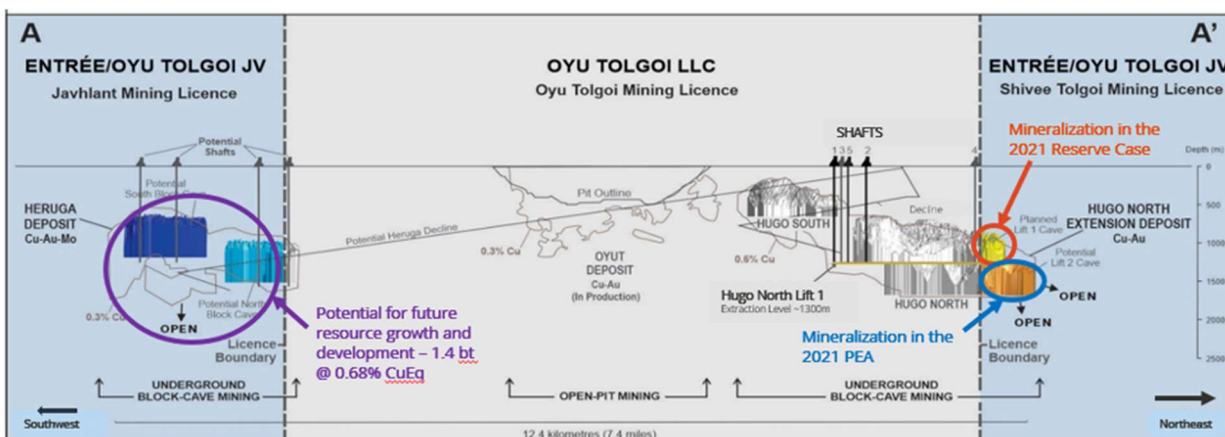 A
A'
ENTRÉE/OYU TOLGOI JV
Javhlant Mining Licence
OYU TOLGOI LLC
Oyu Tolgoi Mining Licence
ENTRÉE/OYU TOLGOI JV
Shivee Tolgoi Mining Licence
Potential
Shafts
SHAFTS
1 3 5 2 4
Mineralization in the
2021 Reserve Case
Depth (m)
0
500
1000
1500
2000
2500
Potential
South Block Cave
HERUGA
DEPOSIT
Cu-Au-Mo
0.3% Cu
Potential North
Block Cave
OPEN
Licence
Boundary
Potential for future
resource growth and
development – 1.4 bt
@ 0.68% CuEq
Potential Heruga Decline
Pit Outline
0.3% Cu
OYUT
DEPOSIT
Cu-Au
(In Production)
HUGO SOUTH
0.6% Cu
Decline
Hugo North Lift 1
Extraction Level ~1300m
HUGO NORTH
Planned
Lift 1 Cave
HUGO NORTH
EXTENSION DEPOSIT
Cu-Au
Potential
Lift 2 Cave
OPEN
OPEN
Mineralization in the
2021 PEA
Licence
Boundary
UNDERGROUND
BLOCK-CAVE MINING
OPEN-PIT MINING
UNDERGROUND
BLOCK-CAVE MINING
Southwest
Northeast
12.4 kilometres (7.4 miles)